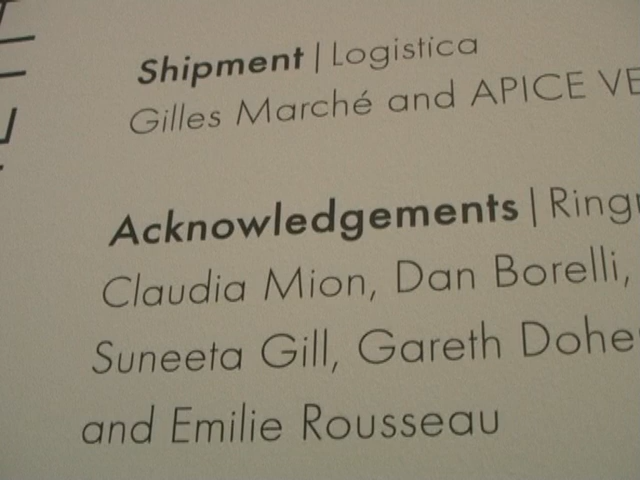 Shipment | Logistica
Gilles Marché and APICE
Acknowledgements |
Claudia Mion, Dan Borelli,
Suneeta Gill, Gareth
and Emilie Rousseau